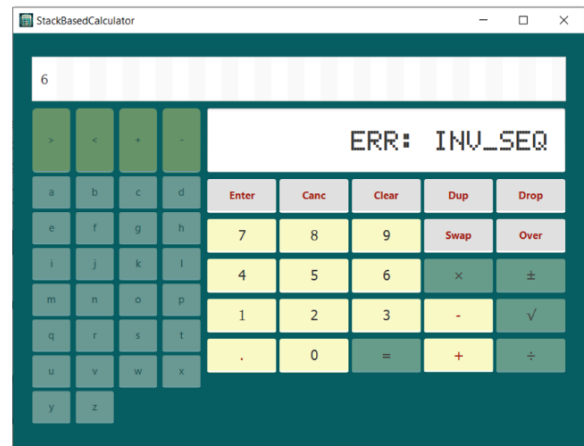 StackBasedCalculator
6
ERR: INV_SEQ
> < + -
a b c d
Enter Canc Clear Dup Drop
e f g h
7 8 9 Swap Over
i j k l
4 5 6 × ±
m n o p
1 2 3 - √
q r s t
. 0 = + ÷
u v w x
y z